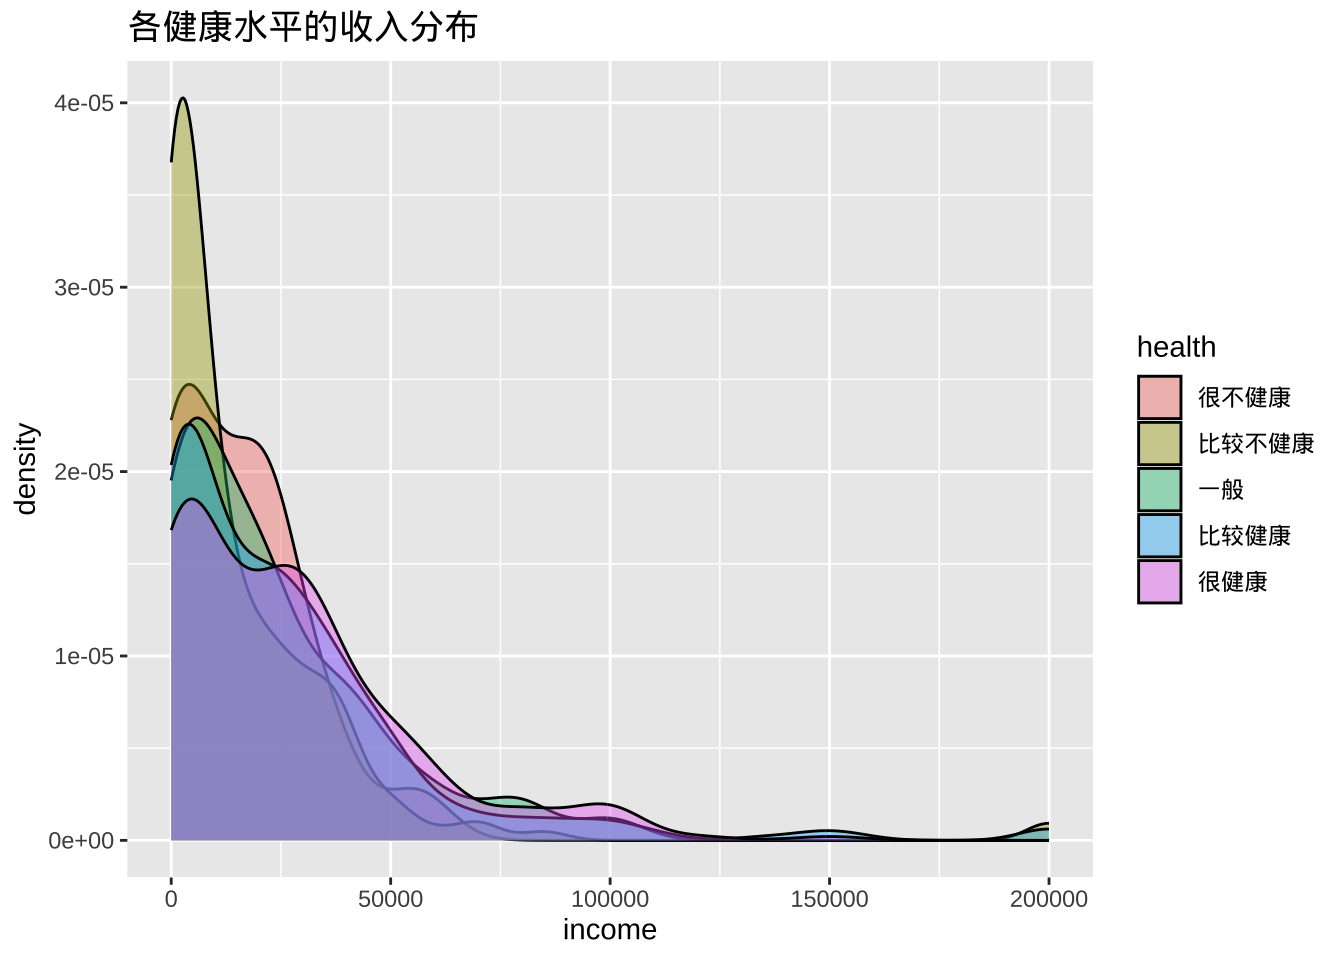 各健康水平的收入分布
4e-05
3e-05
2e-05
1e-05
0e+00
density
0
50000
100000
150000
200000
income
health
很不健康
比较不健康
一般
比较健康
很健康